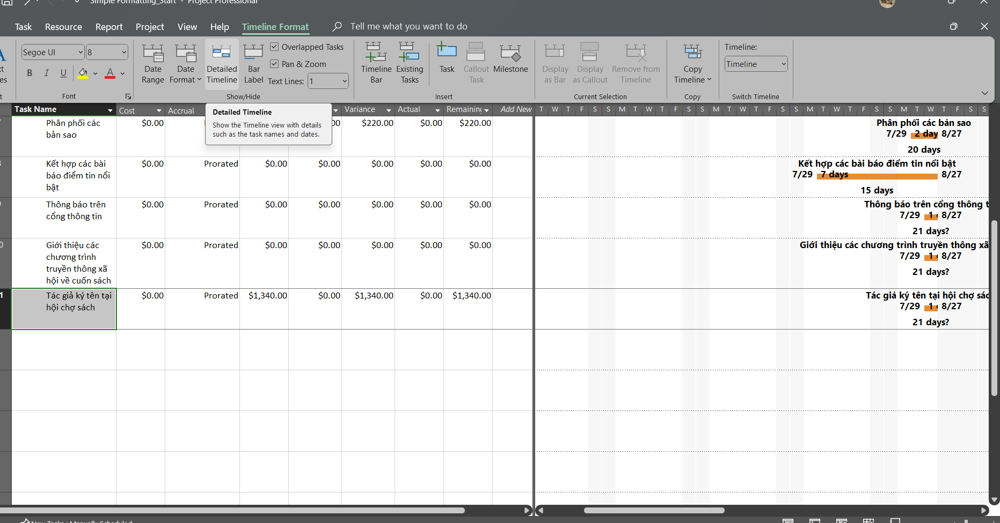 Simple Formatting_Start - Project Professional
Task Resource Report Project View Help Timeline Format Tell me what you want to do
Segoe UI 8
B I U A
Font
Date Range
Date Format
Detailed Timeline
Bar Label
Overlapped Tasks
Pan & Zoom
Text Lines: 1
Show/Hide
Timeline Bar
Existing Tasks
Task
Callout Task
Milestone
Insert
Display as Bar
Display as Callout
Remove from Timeline
Current Selection
Copy Timeline
Copy
Timeline:
Timeline
Switch Timeline
Detailed Timeline
Show the Timeline view with details
such as the task names and dates.
Task Name Cost Accrual Variance Actual Remaining Add New
T W T F S S M T W T F S S M T W T F S S M T W T F S S M T W T F S S
Phân phối các
bản sao
$0.00 00 $220.00 $0.00 $220.00
Kết hợp các bài
báo điểm tin nổi
bật
$0.00 Prorated $0.00 $0.00 $0.00 $0.00 $0.00
Thông báo trên
cổng thông tin
$0.00 Prorated $0.00 $0.00 $0.00 $0.00 $0.00
Giới thiệu các
chương trình
truyền thông xã
hội về cuốn sách
$0.00 Prorated $0.00 $0.00 $0.00 $0.00 $0.00
1
Tác giả ký tên tại
hội chợ sách
$0.00 Prorated $1,340.00 $0.00 $1,340.00 $0.00 $1,340.00
Phân phối các bản sao
7/29 2 day 8/27
20 days
Kết hợp các bài báo điểm tin nổi bật
7/29 7 days 8/27
15 days
Thông báo trên cổng thông t
7/29 1 8/27
21 days?
Giới thiệu các chương trình truyền thông xã
7/29 1 8/27
21 days?
Tác giả ký tên tại hội chợ sác
7/29 1 8/27
21 days?
New Tasks : Manually Scheduled